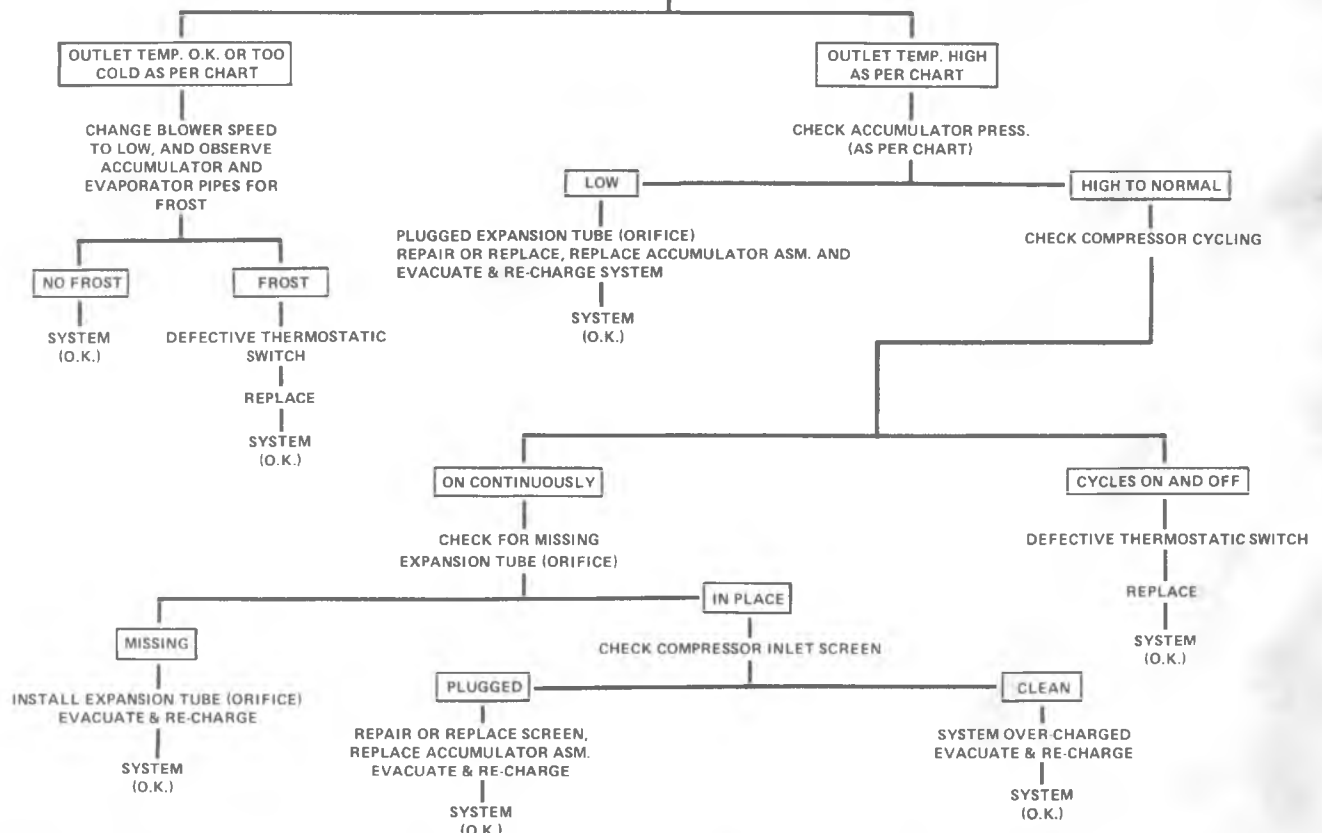 OUTLET TEMP. O.K. OR TOO
COLD AS PER CHART
OUTLET TEMP. HIGH
AS PER CHART
CHANGE BLOWER SPEED
TO LOW, AND OBSERVE
ACCUMULATOR AND
EVAPORATOR PIPES FOR
FROST
CHECK ACCUMULATOR PRESS.
(AS PER CHART)
LOW
HIGH TO NORMAL
PLUGGED EXPANSION TUBE (ORIFICE)
REPAIR OR REPLACE, REPLACE ACCUMULATOR ASM. AND
EVACUATE & RE-CHARGE SYSTEM
CHECK COMPRESSOR CYCLING
NO FROST
FROST
SYSTEM
(O.K.)
DEFECTIVE THERMOSTATIC
SWITCH
SYSTEM
(O.K.)
REPLACE
SYSTEM
(O.K.)
ON CONTINUOUSLY
CYCLES ON AND OFF
CHECK FOR MISSING
EXPANSION TUBE (ORIFICE)
DEFECTIVE THERMOSTATIC SWITCH
REPLACE
SYSTEM
(O.K.)
MISSING
IN PLACE
INSTALL EXPANSION TUBE (ORIFICE)
EVACUATE & RE-CHARGE
SYSTEM
(O.K.)
CHECK COMPRESSOR INLET SCREEN
PLUGGED
CLEAN
REPAIR OR REPLACE SCREEN,
REPLACE ACCUMULATOR ASM.
EVACUATE & RE-CHARGE
SYSTEM
(O.K.)
SYSTEM OVER-CHARGED
EVACUATE & RE-CHARGE
SYSTEM
(O.K.)